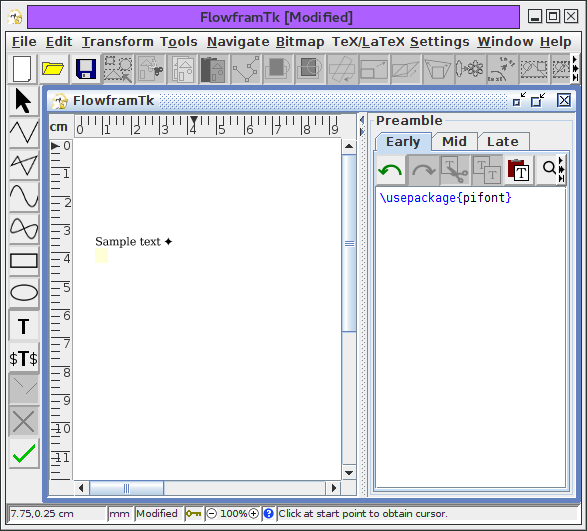 FlowframTk [Modified]
File Edit Transform Tools Navigate Bitmap TeX/LaTeX Settings Window Help
FlowframTk
Preamble
cm 0 1 2 3 4 5 6 7 8 9
Early Mid Late
0
1
2
3
4
5
6
7
8
9
10
11
\usepackage{pifont}
Sample text ✦
T
$T$
7.75,0.25 cm mm Modified 100% Click at start point to obtain cursor.